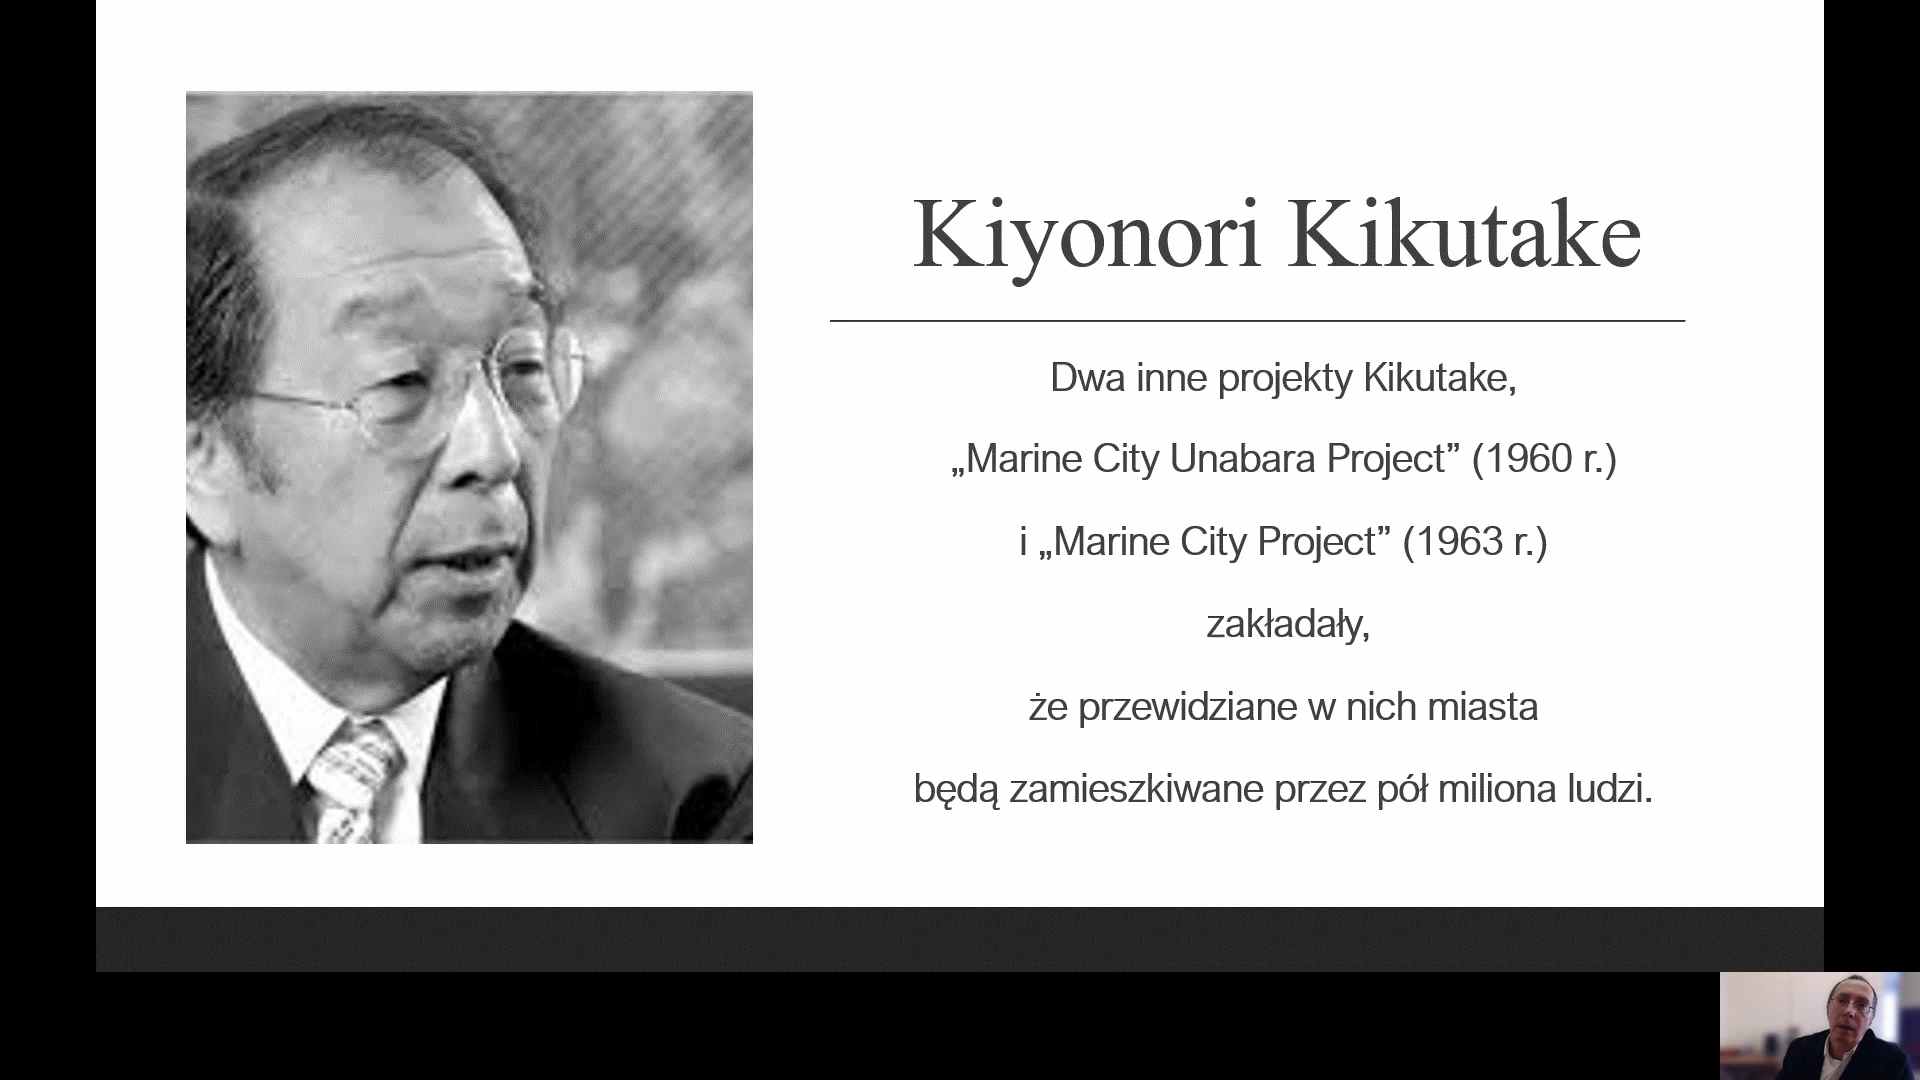 Kiyonori Kikutake
Dwa inne projekty Kikutake,
„Marine City Unabara Project” (1960 r.)
i „Marine City Project” (1963 r.)
zakładały,
że przewidziane w nich miasta
będą zamieszkiwane przez pół miliona ludzi.